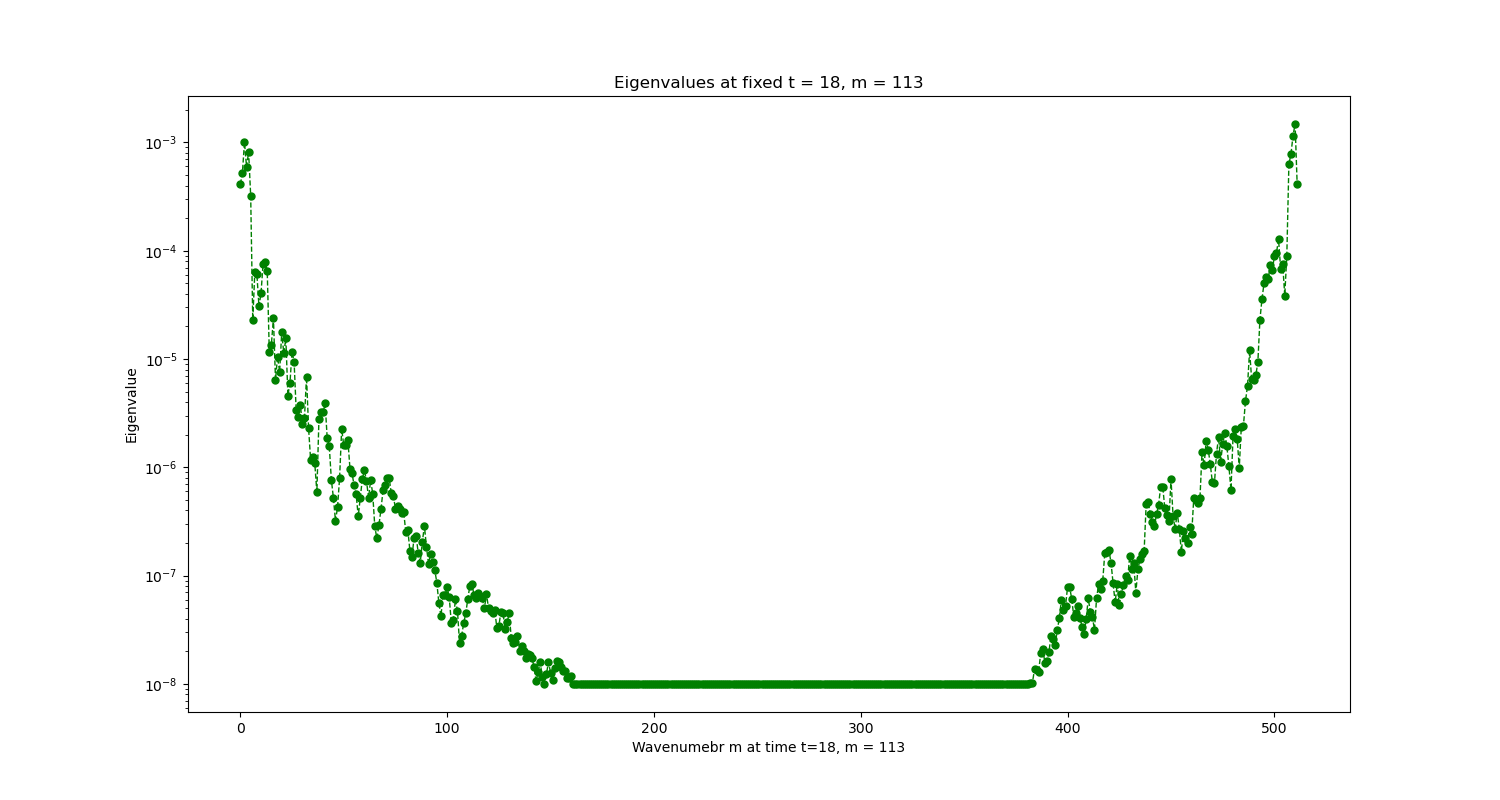 Eigenvalues at fixed t = 18, m = 113
10⁻³
10⁻⁴
10⁻⁵
10⁻⁶
10⁻⁷
10⁻⁸
Eigenvalue
0 100 200 300 400 500
Wavenumebr m at time t=18, m = 113